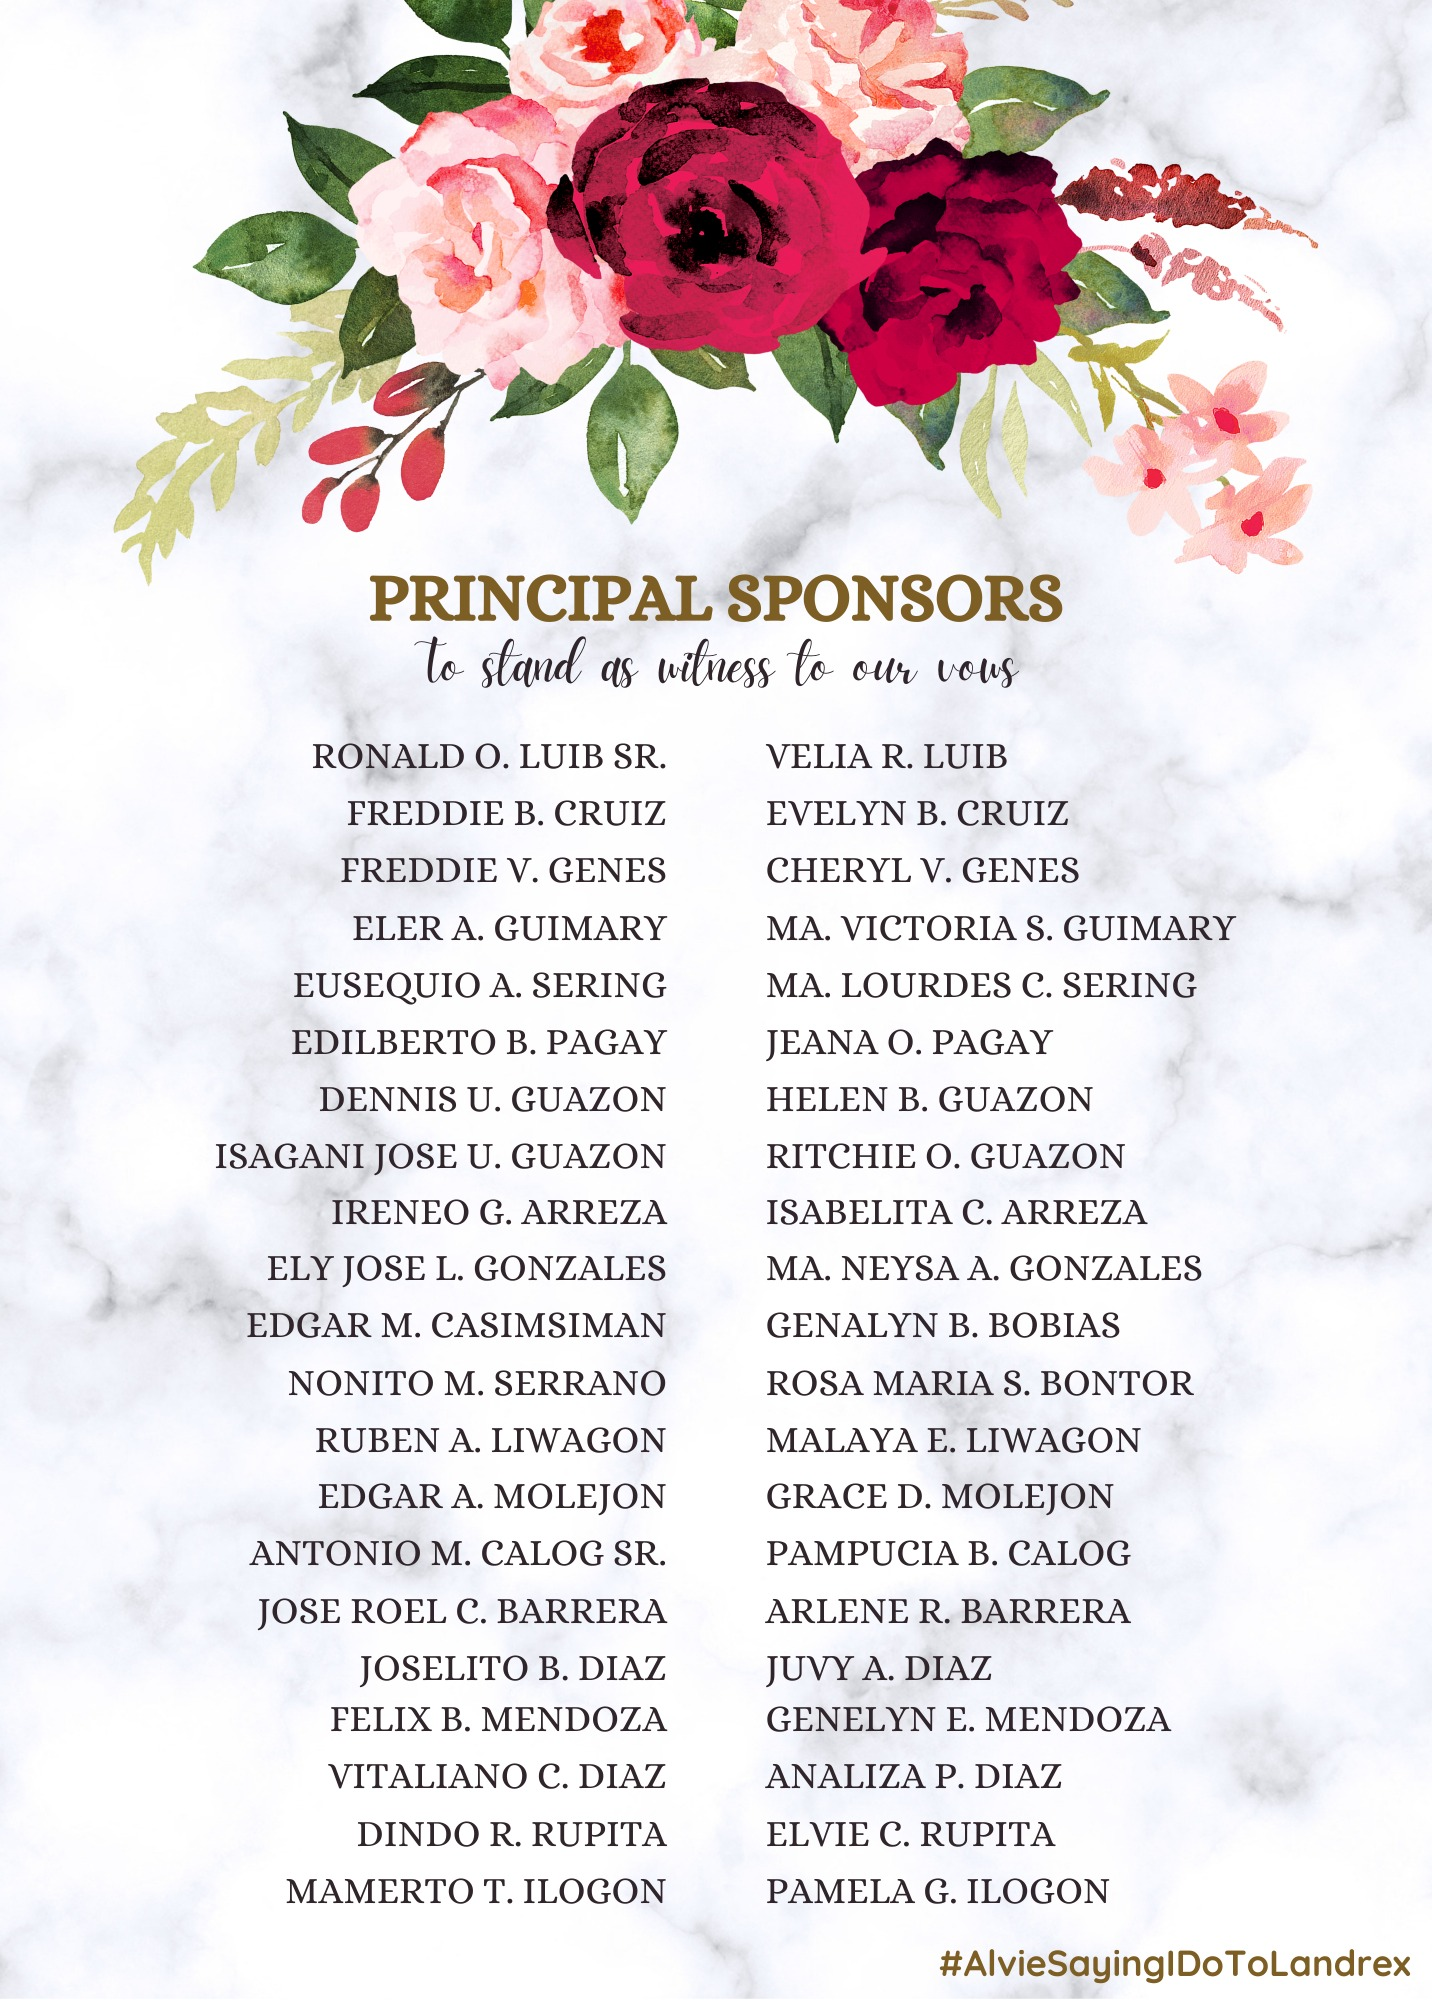 PRINCIPAL SPONSORS
to stand as witness to our vows
RONALD O. LUIB SR. VELIA R. LUIB
FREDDIE B. CRUIZ EVELYN B. CRUIZ
FREDDIE V. GENES CHERYL V. GENES
ELER A. GUIMARY MA. VICTORIA S. GUIMARY
EUSEQUIO A. SERING MA. LOURDES C. SERING
EDILBERTO B. PAGAY JEANA O. PAGAY
DENNIS U. GUAZON HELEN B. GUAZON
ISAGANI JOSE U. GUAZON RITCHIE O. GUAZON
IRENEO G. ARREZA ISABELITA C. ARREZA
ELY JOSE L. GONZALES MA. NEYSA A. GONZALES
EDGAR M. CASIMSIMAN GENALYN B. BOBIAS
NONITO M. SERRANO ROSA MARIA S. BONTOR
RUBEN A. LIWAGON MALAYA E. LIWAGON
EDGAR A. MOLEJON GRACE D. MOLEJON
ANTONIO M. CALOG SR. PAMPUCIA B. CALOG
JOSE ROEL C. BARRERA ARLENE R. BARRERA
JOSELITO B. DIAZ JUVY A. DIAZ
FELIX B. MENDOZA GENELYN E. MENDOZA
VITALIANO C. DIAZ ANALIZA P. DIAZ
DINDO R. RUPITA ELVIE C. RUPITA
MAMERTO T. ILOGON PAMELA G. ILOGON
#AlvieSayingIDoToLandrex